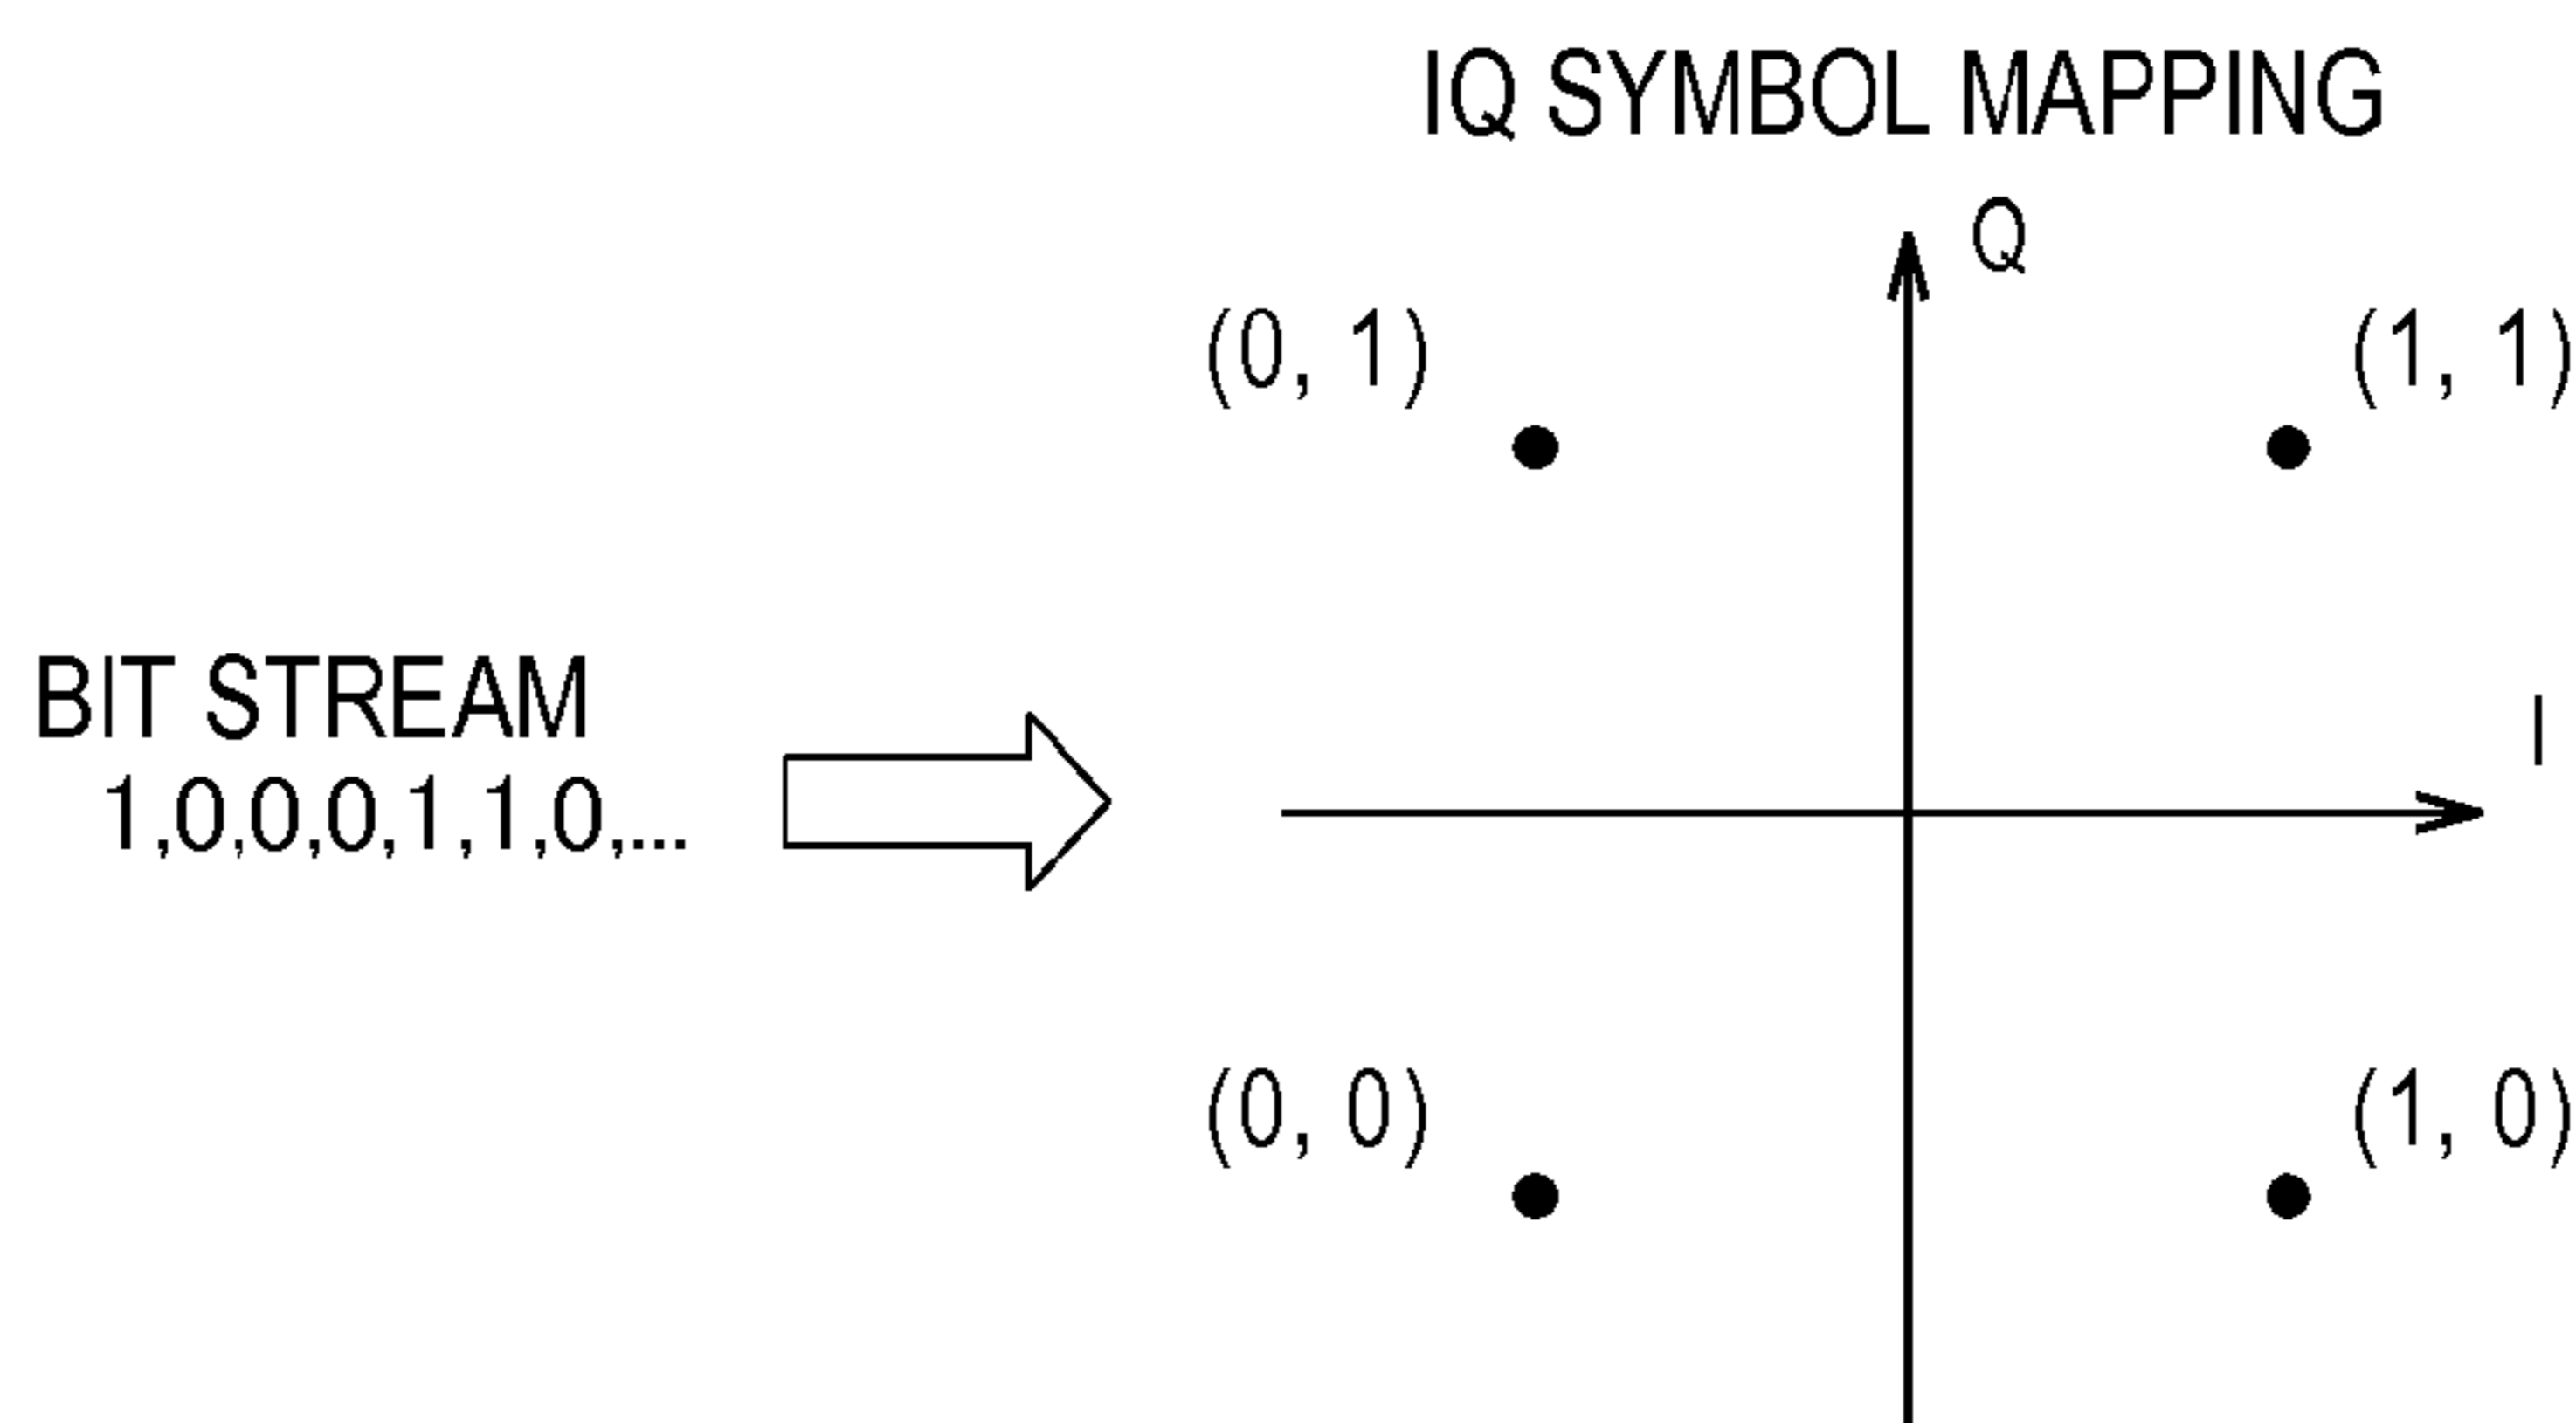 IQ SYMBOL MAPPING
Q
(0, 1)
(1, 1)
I
BIT STREAM
1,0,0,0,1,1,0,...
(0, 0)
(1, 0)